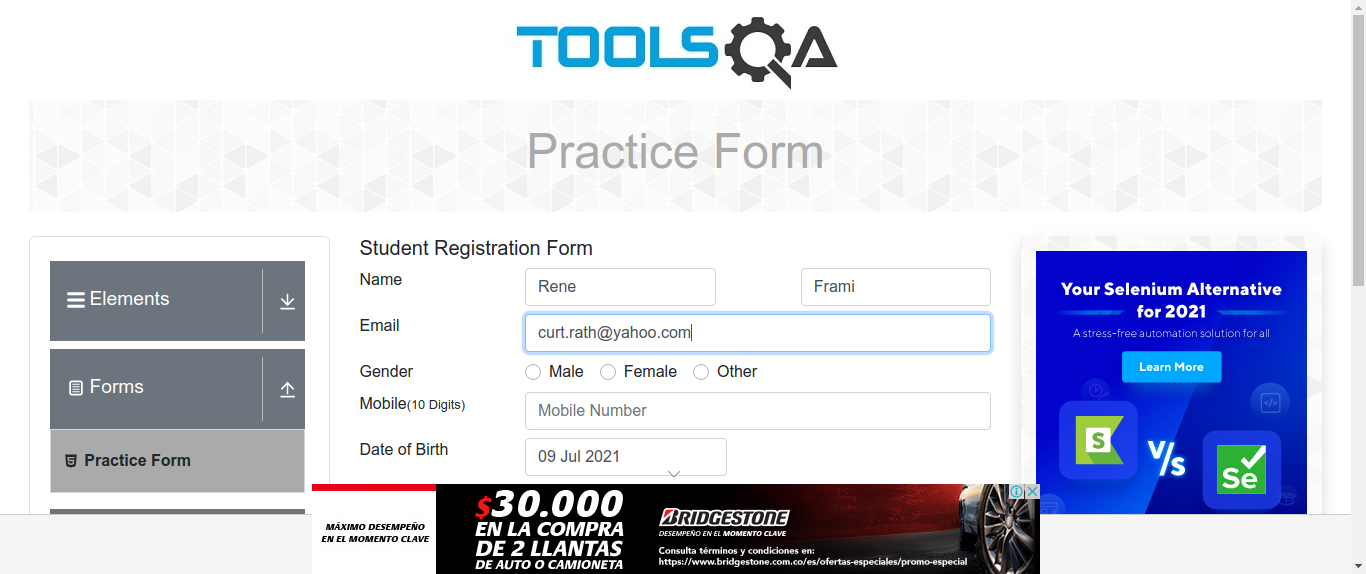 TOOLSQA
Practice Form
Elements
Forms
Practice Form
Student Registration Form
Name
Rene
Frami
Email
curt.rath@yahoo.com
Gender
Male
Female
Other
Mobile(10 Digits)
Mobile Number
Date of Birth
09 Jul 2021
Your Selenium Alternative
for 2021
A stress-free automation solution for all
Learn More
S
V/s
Se
MÁXIMO DESEMPEÑO
EN EL MOMENTO CLAVE
$30.000
EN LA COMPRA
DE 2 LLANTAS
DE AUTO O CAMIONETA
BRIDGESTONE
DESEMPEÑO EN EL MOMENTO CLAVE
Consulta términos y condiciones en:
https://www.bridgestone.com.co/es/ofertas-especiales/promo-especial